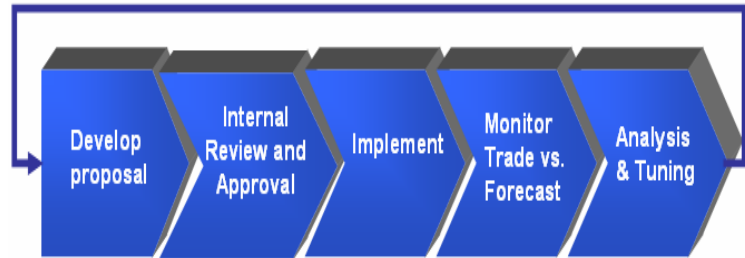 Develop
proposal
Internal
Review and
Approval
Implement
Monitor
Trade vs.
Forecast
Analysis
& Tuning